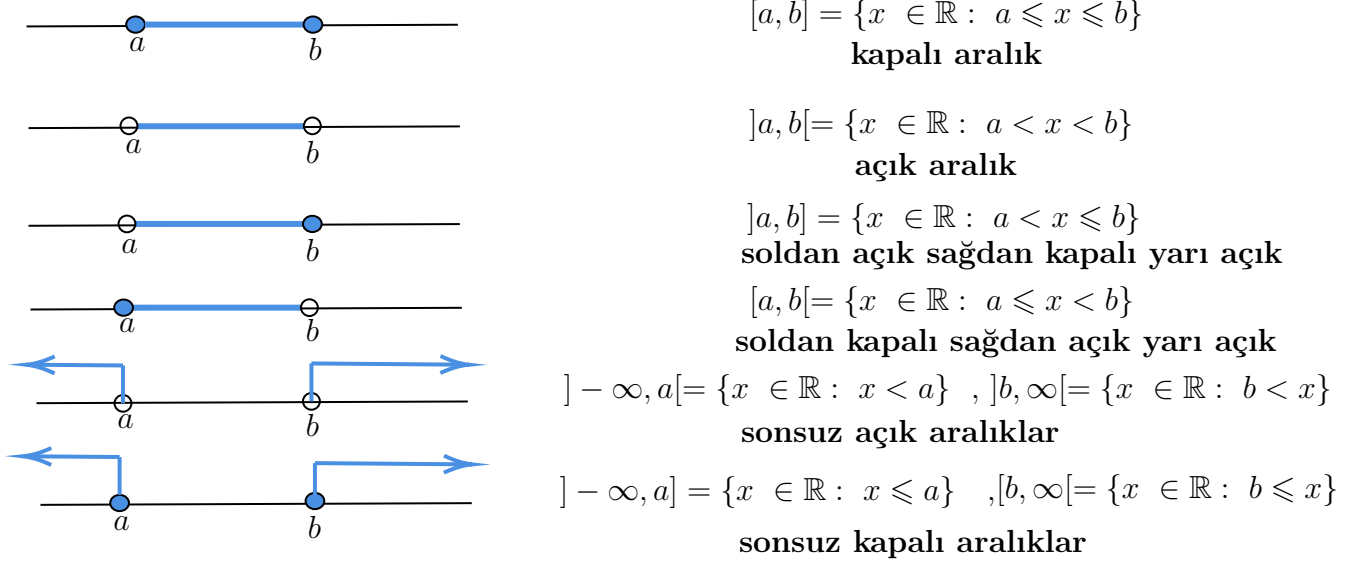 a b [a, b] = {x ∈ ℝ : a ⩽ x ⩽ b}
kapalı aralık
a b ]a, b[= {x ∈ ℝ : a < x < b}
açık aralık
a b ]a, b] = {x ∈ ℝ : a < x ⩽ b}
soldan açık sağdan kapalı yarı açık
a b [a, b[= {x ∈ ℝ : a ⩽ x < b}
soldan kapalı sağdan açık yarı açık
a b ] − ∞, a[= {x ∈ ℝ : x < a} , ]b, ∞[= {x ∈ ℝ : b < x}
sonsuz açık aralıklar
a b ] − ∞, a] = {x ∈ ℝ : x ⩽ a} ,[b, ∞[= {x ∈ ℝ : b ⩽ x}
sonsuz kapalı aralıklar